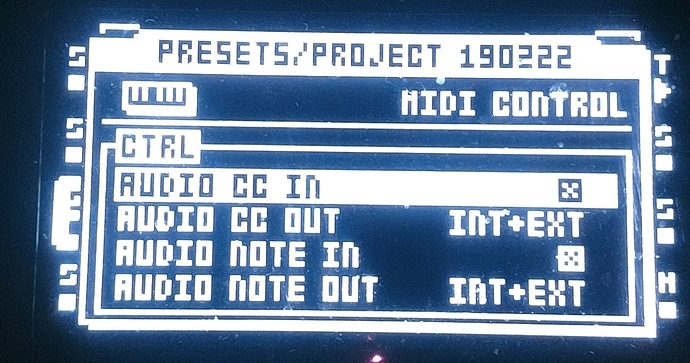 PRESETS/PROJECT 190222
MIDI CONTROL
CTRL
AUDIO CC IN
AUDIO CC OUT INT+EXT
AUDIO NOTE IN
AUDIO NOTE OUT INT+EXT